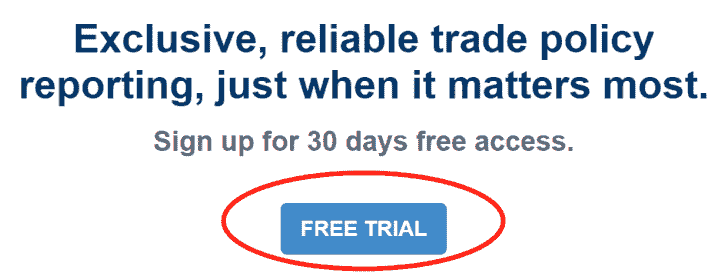 Exclusive, reliable trade policy
reporting, just when it matters most.
Sign up for 30 days free access.
FREE TRIAL